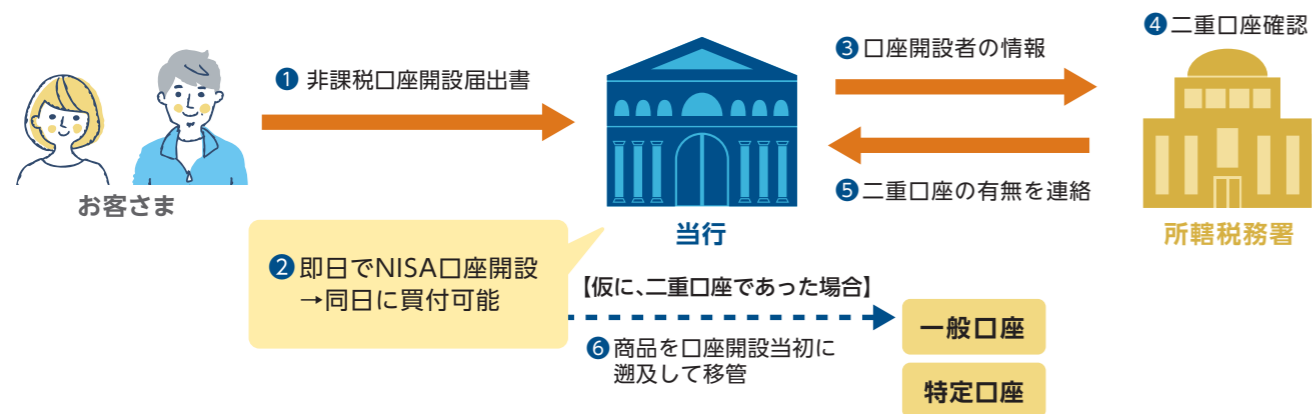 ❶ 非課税口座開設届出書
❸ 口座開設者の情報
❹ 二重口座確認
❺ 二重口座の有無を連絡
お客さま
当行
所轄税務署
❷ 即日でNISA口座開設
→同日に買付可能
【仮に、二重口座であった場合】
❻ 商品を口座開設当初に
遡及して移管
一般口座
特定口座